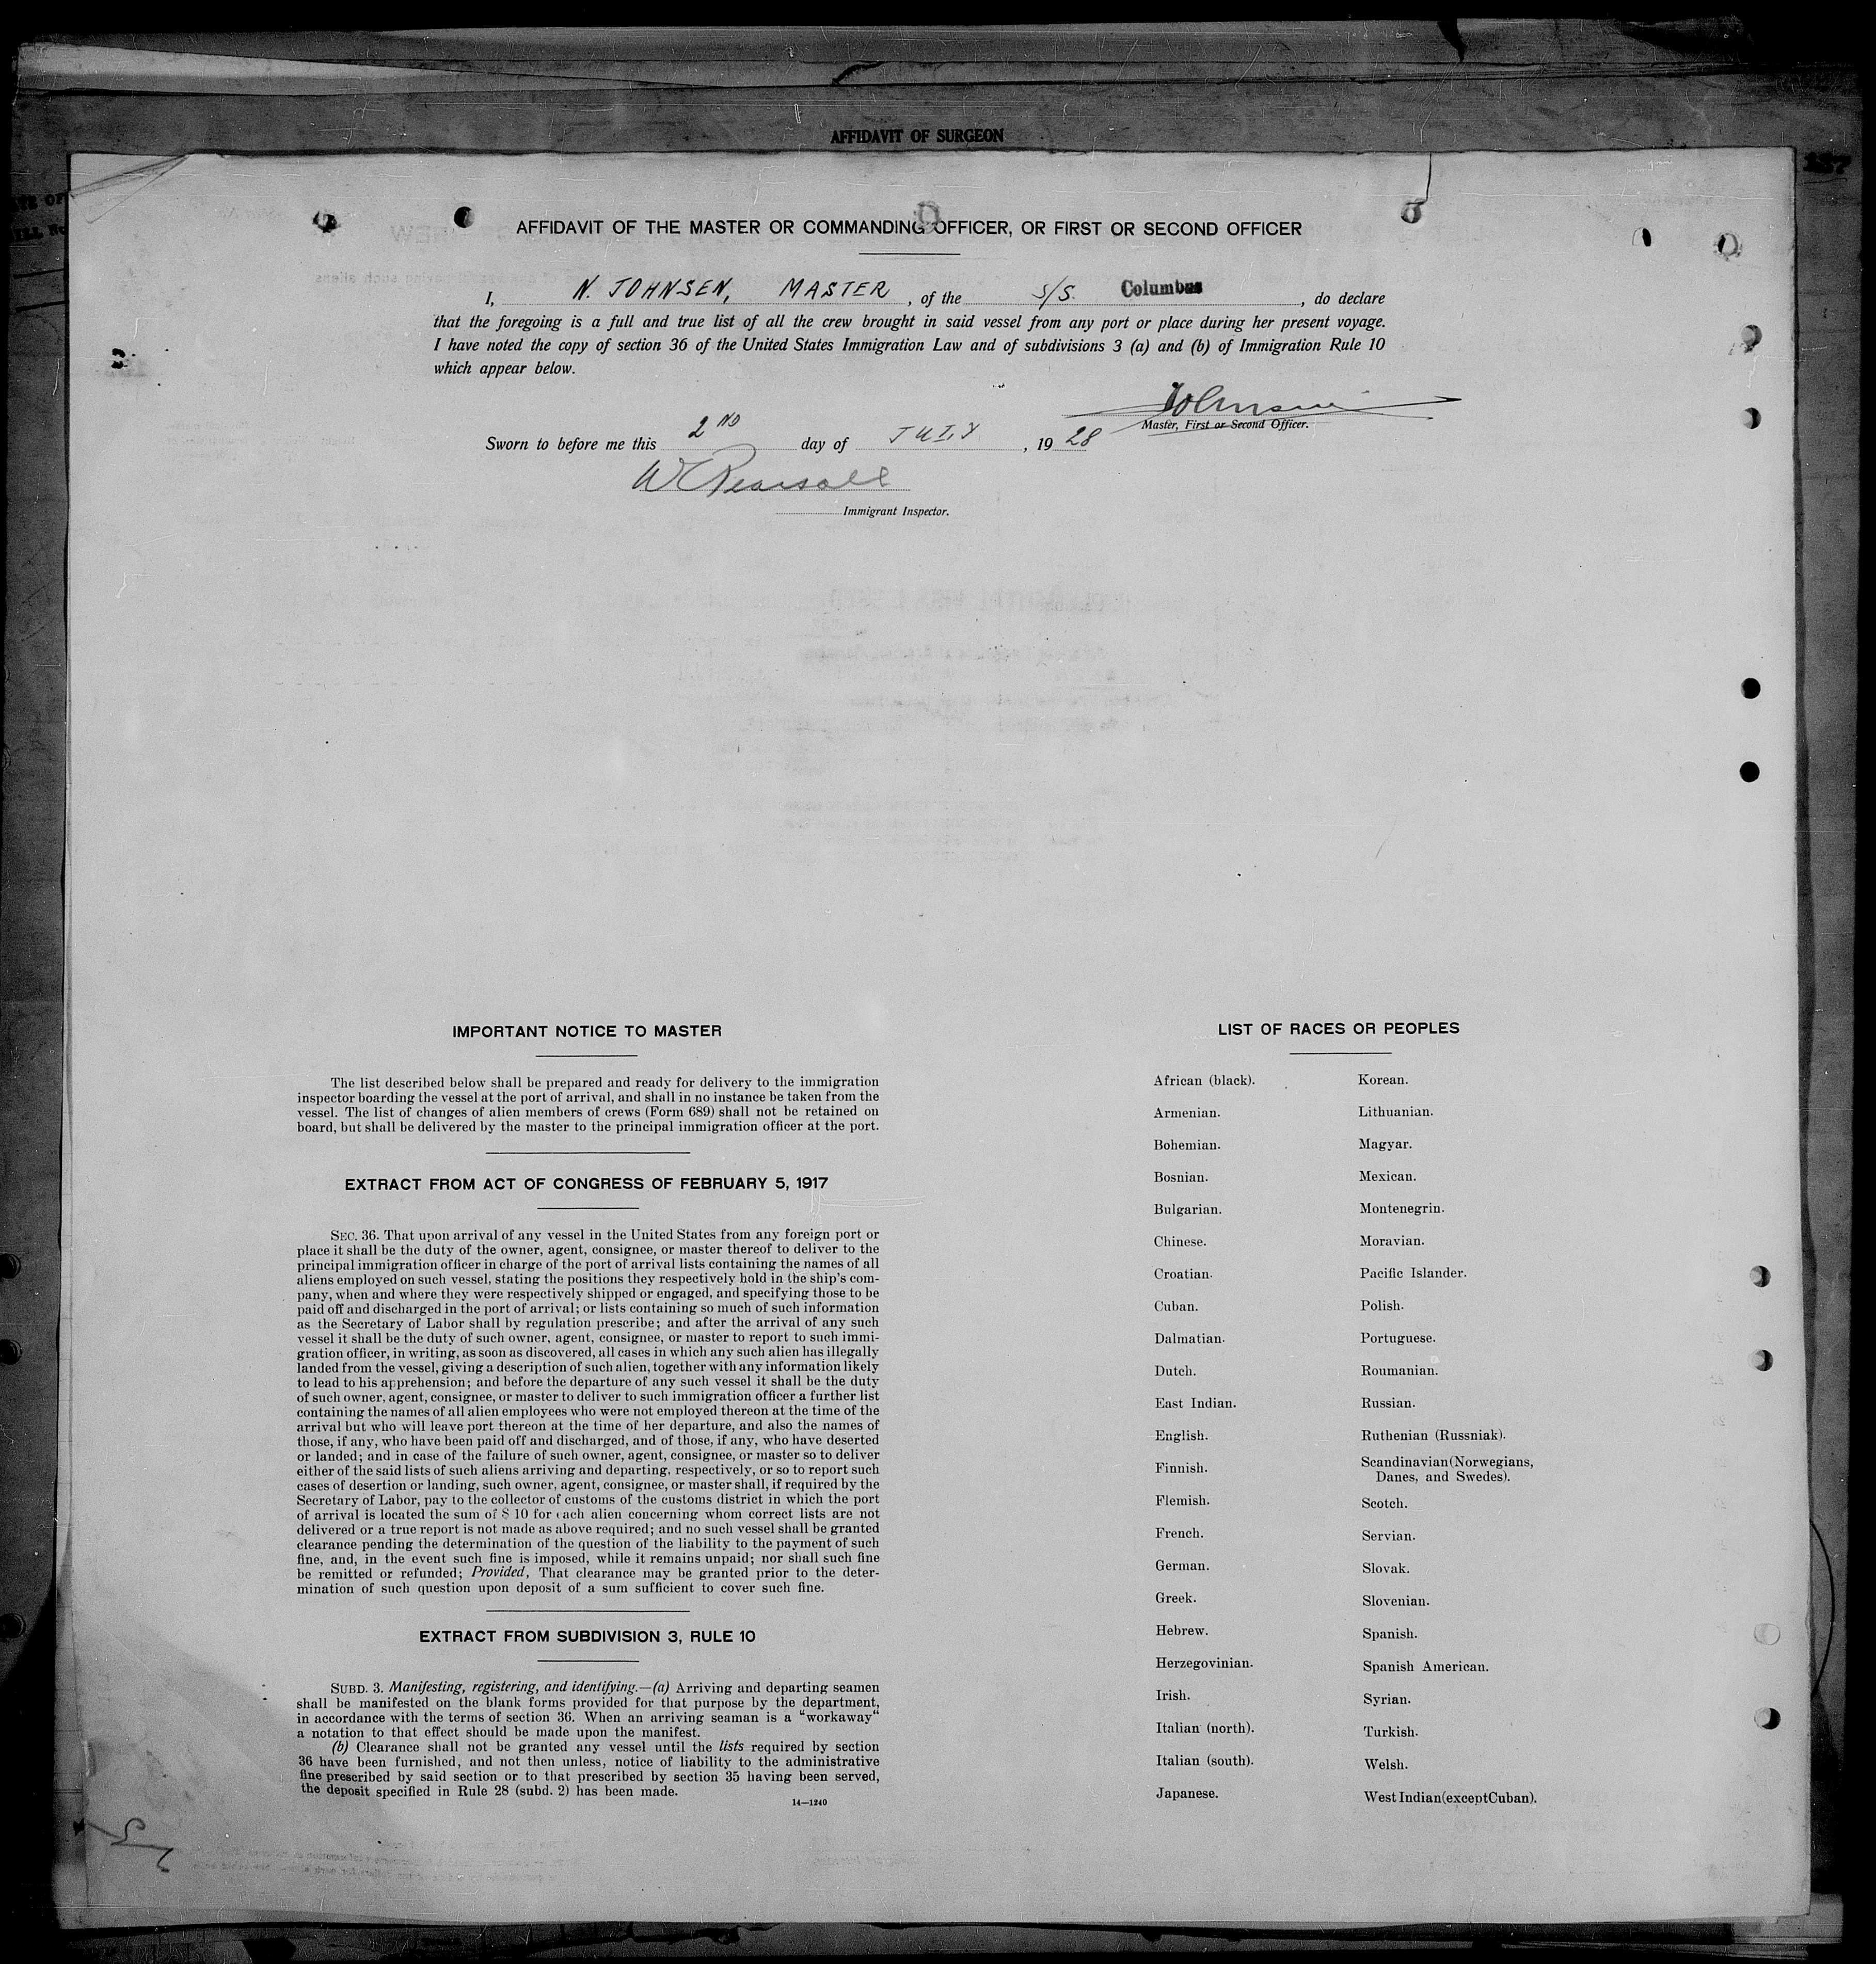 AFFIDAVIT OF SURGEON
AFFIDAVIT OF THE MASTER OR COMMANDING OFFICER, OR FIRST OR SECOND OFFICER
I, N. JOHNSEN, MASTER, of the S/S. Columbus, do declare
that the foregoing is a full and true list of all the crew brought in said vessel from any port or place during her present voyage.
I have noted the copy of section 36 of the United States Immigration Law and of subdivisions 3 (a) and (b) of Immigration Rule 10
which appear below.
Johnsen
Master, First or Second Officer.
Sworn to before me this 2ND day of JULY, 1928
W Pearsall
Immigrant Inspector.
IMPORTANT NOTICE TO MASTER
The list described below shall be prepared and ready for delivery to the immigration
inspector boarding the vessel at the port of arrival, and shall in no instance be taken from the
vessel. The list of changes of alien members of crews (Form 689) shall not be retained on
board, but shall be delivered by the master to the principal immigration officer at the port.
EXTRACT FROM ACT OF CONGRESS OF FEBRUARY 5, 1917
SEC. 36. That upon arrival of any vessel in the United States from any foreign port or
place it shall be the duty of the owner, agent, consignee, or master thereof to deliver to the
principal immigration officer in charge of the port of arrival lists containing the names of all
aliens employed on such vessel, stating the positions they respectively hold in the ship's com-
pany, when and where they were respectively shipped or engaged, and specifying those to be
paid off and discharged in the port of arrival; or lists containing so much of such information
as the Secretary of Labor shall by regulation prescribe; and after the arrival of any such
vessel it shall be the duty of such owner, agent, consignee, or master to report to such immi-
gration officer, in writing, as soon as discovered, all cases in which any such alien has illegally
landed from the vessel, giving a description of such alien, together with any information likely
to lead to his apprehension; and before the departure of any such vessel it shall be the duty
of such owner, agent, consignee, or master to deliver to such immigration officer a further list
containing the names of all alien employees who were not employed thereon at the time of the
arrival but who will leave port thereon at the time of her departure, and also the names of
those, if any, who have been paid off and discharged, and of those, if any, who have deserted
or landed; and in case of the failure of such owner, agent, consignee, or master so to deliver
either of the said lists of such aliens arriving and departing, respectively, or so to report such
cases of desertion or landing, such owner, agent, consignee, or master shall, if required by the
Secretary of Labor, pay to the collector of customs of the customs district in which the port
of arrival is located the sum of $ 10 for each alien concerning whom correct lists are not
delivered or a true report is not made as above required; and no such vessel shall be granted
clearance pending the determination of the question of the liability to the payment of such
fine, and, in the event such fine is imposed, while it remains unpaid; nor shall such fine
be remitted or refunded; Provided, That clearance may be granted prior to the deter-
mination of such question upon deposit of a sum sufficient to cover such fine.
EXTRACT FROM SUBDIVISION 3, RULE 10
SUBD. 3. Manifesting, registering, and identifying.—(a) Arriving and departing seamen
shall be manifested on the blank forms provided for that purpose by the department,
in accordance with the terms of section 36. When an arriving seaman is a "workaway"
a notation to that effect should be made upon the manifest.
(b) Clearance shall not be granted any vessel until the lists required by section
36 have been furnished, and not then unless, notice of liability to the administrative
fine prescribed by said section or to that prescribed by section 35 having been served,
the deposit specified in Rule 28 (subd. 2) has been made.
14—1240
LIST OF RACES OR PEOPLES
African (black).
Armenian.
Bohemian.
Bosnian.
Bulgarian.
Chinese.
Croatian.
Cuban.
Dalmatian.
Dutch.
East Indian.
English.
Finnish.
Flemish.
French.
German.
Greek.
Hebrew.
Herzegovinian.
Irish.
Italian (north).
Italian (south).
Japanese.
Korean.
Lithuanian.
Magyar.
Mexican.
Montenegrin.
Moravian.
Pacific Islander.
Polish.
Portuguese.
Roumanian.
Russian.
Ruthenian (Russniak).
Scandinavian(Norwegians,
Danes, and Swedes).
Scotch.
Servian.
Slovak.
Slovenian.
Spanish.
Spanish American.
Syrian.
Turkish.
Welsh.
West Indian(exceptCuban).